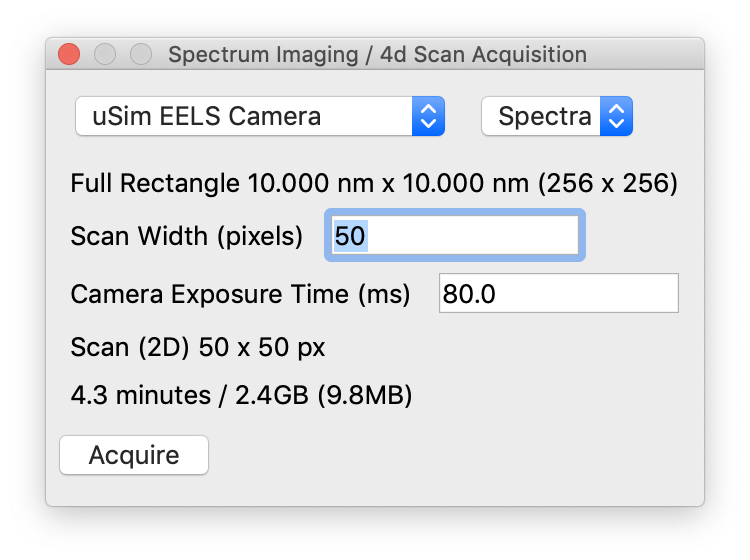 Spectrum Imaging / 4d Scan Acquisition
uSim EELS Camera Spectra
Full Rectangle 10.000 nm x 10.000 nm (256 x 256)
Scan Width (pixels) 50
Camera Exposure Time (ms) 80.0
Scan (2D) 50 x 50 px
4.3 minutes / 2.4GB (9.8MB)
Acquire